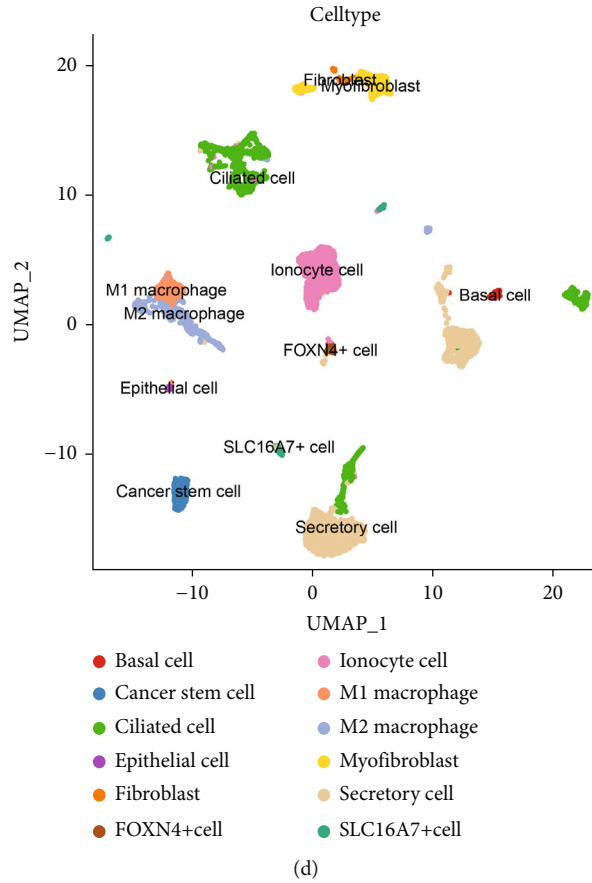 Celltype
20
10
0
−10
UMAP_2
Fibroblast
Myofibroblast
Ciliated cell
Ionocyte cell
M1 macrophage
M2 macrophage
Basal cell
FOXN4+ cell
Epithelial cell
SLC16A7+ cell
Cancer stem cell
Secretory cell
−10 0 10 20
UMAP_1
Basal cell Ionocyte cell
Cancer stem cell M1 macrophage
Ciliated cell M2 macrophage
Epithelial cell Myofibroblast
Fibroblast Secretory cell
FOXN4+cell SLC16A7+cell
(d)